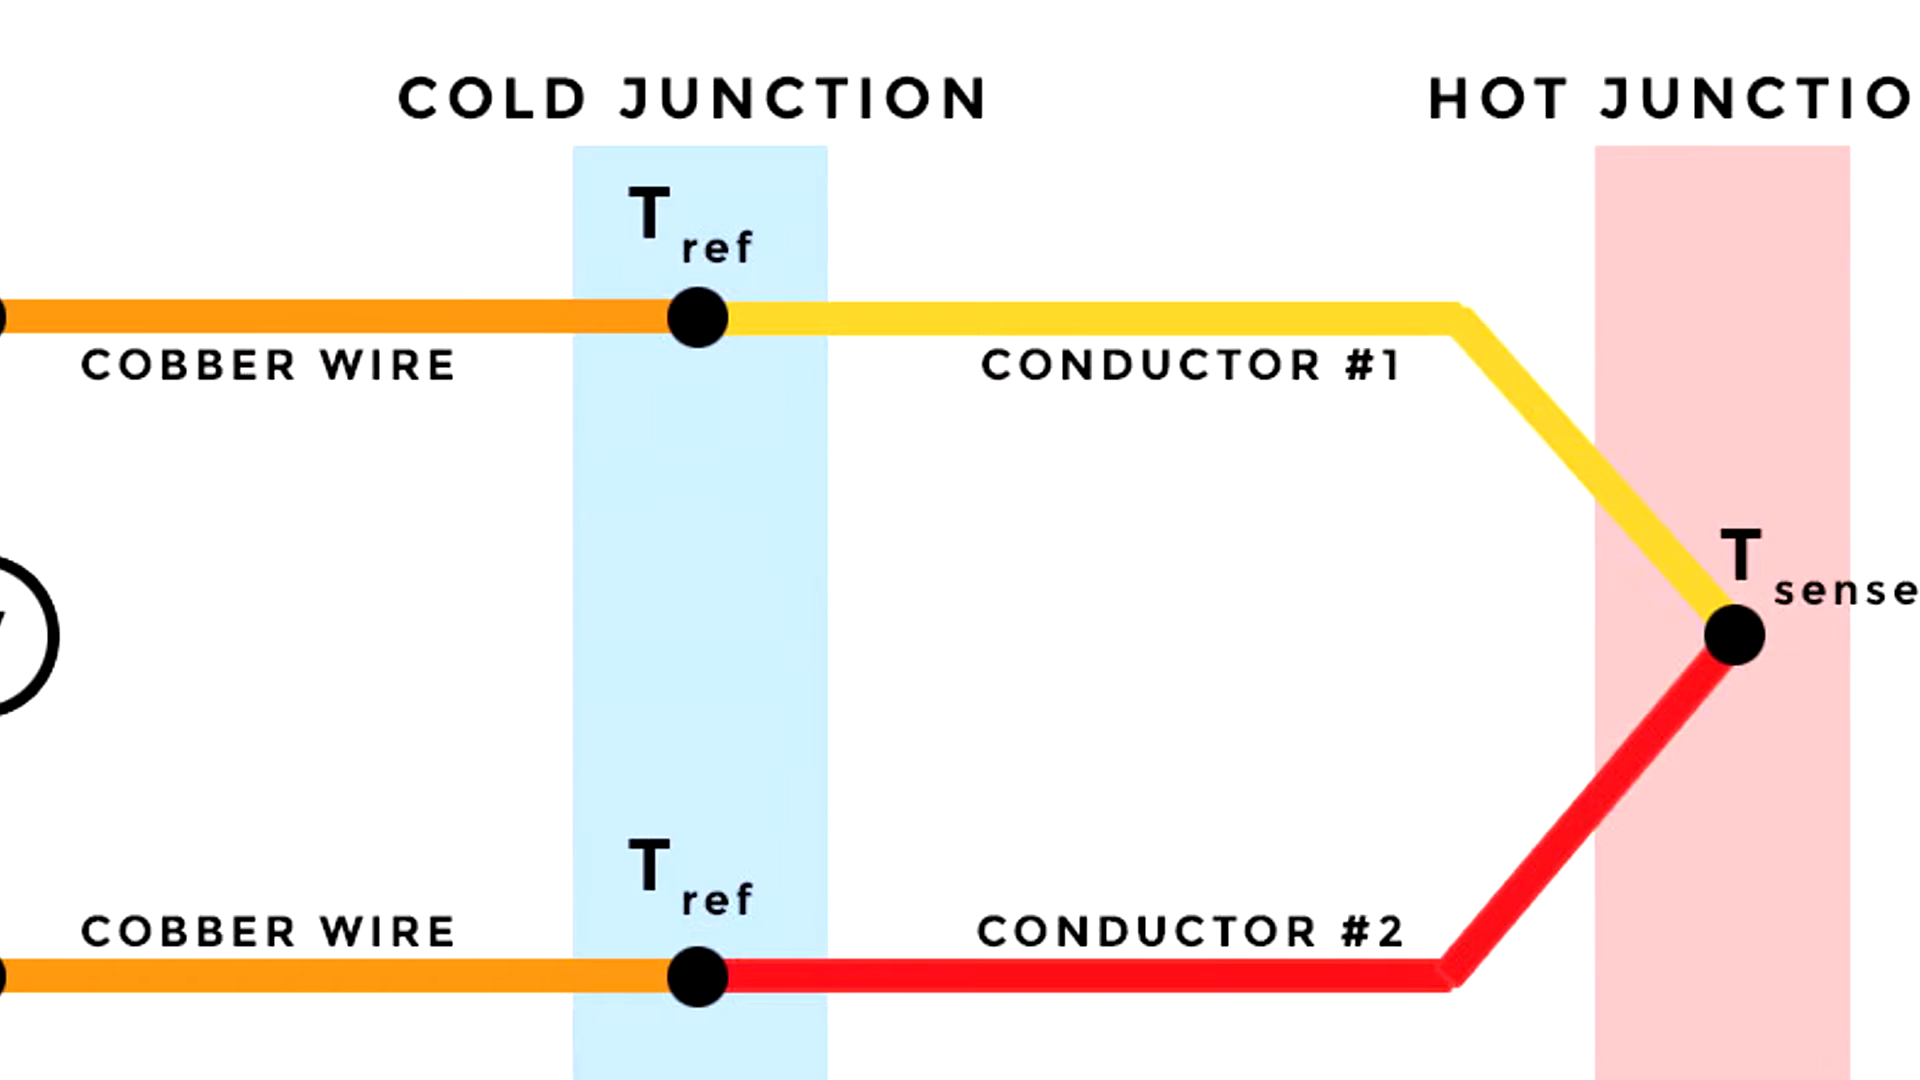 COLD JUNCTION
HOT JUNCTIO
T ref
COBBER WIRE
CONDUCTOR #1
T sense
T ref
COBBER WIRE
CONDUCTOR #2